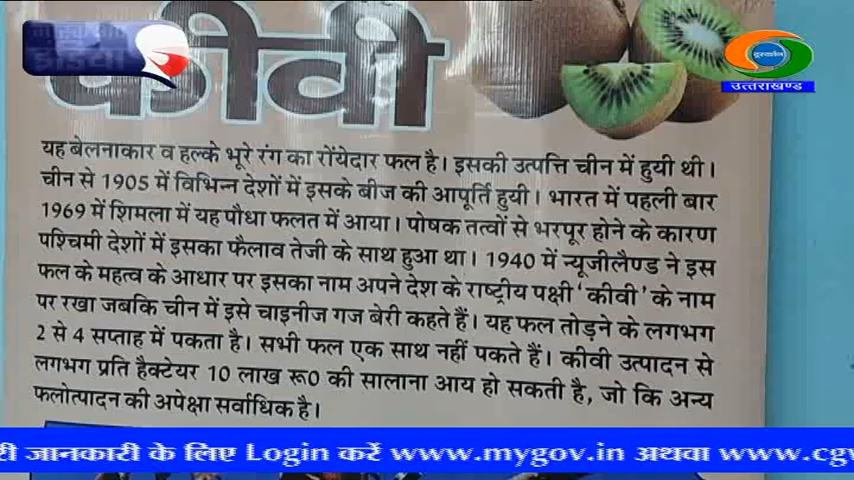 कीवी
दूरदर्शन
उत्तराखण्ड
यह बेलनाकार व हल्के भूरे रंग का रोंयेदार फल है। इसकी उत्पत्ति चीन में हुयी थी।
चीन से 1905 में विभिन्न देशों में इसके बीज की आपूर्ति हुयी। भारत में पहली बार
1969 में शिमला में यह पौधा फलत में आया। पोषक तत्वों से भरपूर होने के कारण
पश्चिमी देशों में इसका फैलाव तेजी के साथ हुआ था। 1940 में न्यूजीलैण्ड ने इस
फल के महत्व के आधार पर इसका नाम अपने देश के राष्ट्रीय पक्षी 'कीवी' के नाम
पर रखा जबकि चीन में इसे चाइनीज गज बेरी कहते हैं। यह फल तोड़ने के लगभग
2 से 4 सप्ताह में पकता है। सभी फल एक साथ नहीं पकते हैं। कीवी उत्पादन से
लगभग प्रति हैक्टेयर 10 लाख रू0 की सालाना आय हो सकती है, जो कि अन्य
फलोत्पादन की अपेक्षा सर्वाधिक है।
री जानकारी के लिए Login करें www.mygov.in अथवा www.cgw